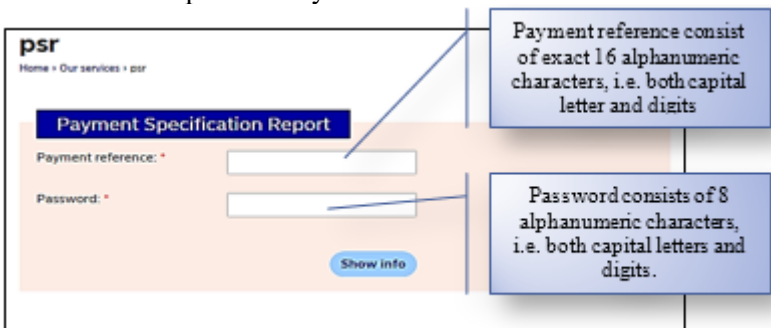 psr
Home » Our services » psr
Payment Specification Report
Payment reference: *
Password: *
Show info
Payment reference consist
of exact 16 alphanumeric
characters, i.e. both capital
letter and digits
Password consists of 8
alphanumeric characters,
i.e. both capital letters and
digits.